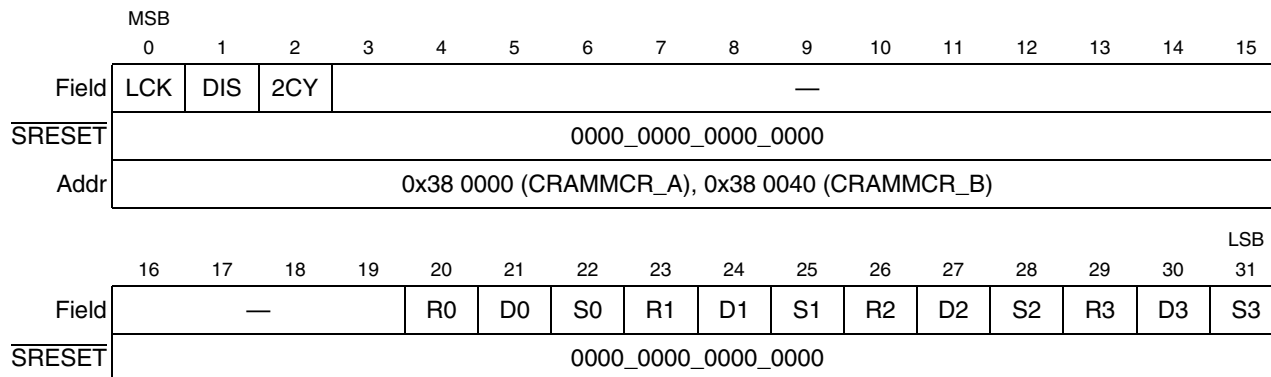 MSB
0 1 2 3 4 5 6 7 8 9 10 11 12 13 14 15
Field LCK DIS 2CY —
SRESET 0000_0000_0000_0000
Addr 0x38 0000 (CRAMMCR_A), 0x38 0040 (CRAMMCR_B)
LSB
16 17 18 19 20 21 22 23 24 25 26 27 28 29 30 31
Field — R0 D0 S0 R1 D1 S1 R2 D2 S2 R3 D3 S3
SRESET 0000_0000_0000_0000